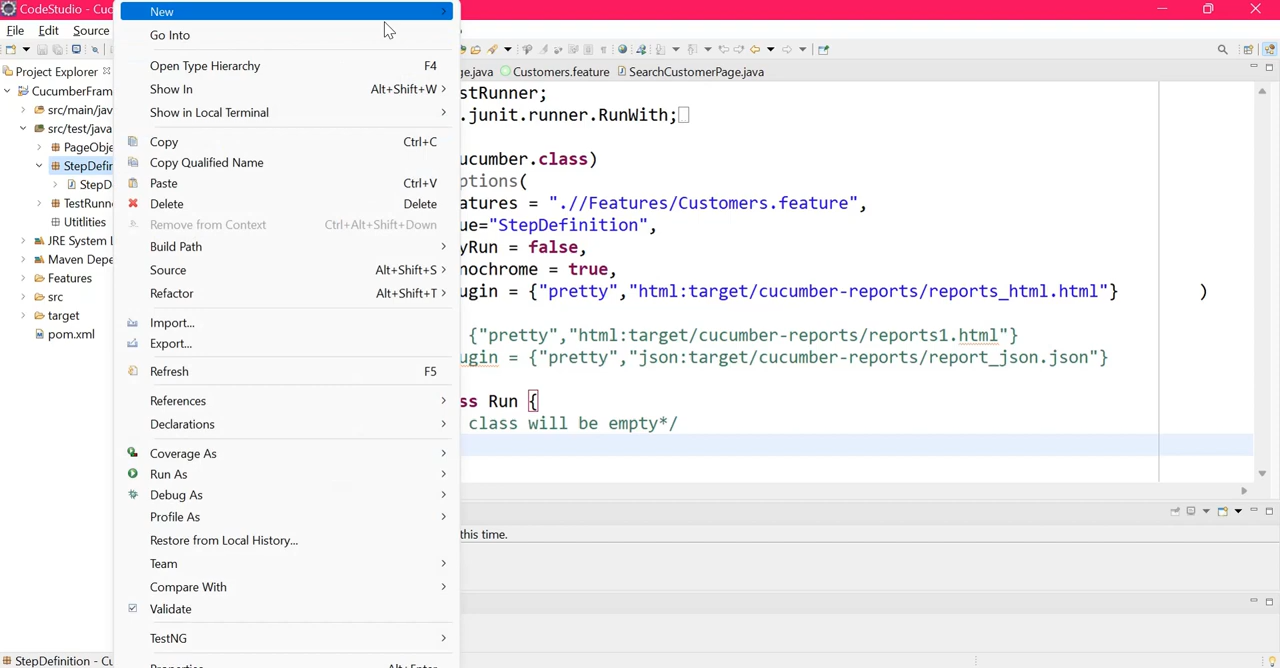 CodeStudio - Cuc
File Edit Source
Project Explorer
CucumberFram
src/main/jav
src/test/java
PageObje
StepDefin
StepD
TestRunn
Uttitlies
JRE System L
Maven Depe
Features
src
target
pom.xml
New
Go Into
Open Type Hierarchy F4
Show In Alt+Shift+W
Show in Local Terminal
Copy Ctrl+C
Copy Qualified Name
Paste Ctrl+V
Delete Delete
Remove from Context Ctrl+Alt+Shift+Down
Build Path
Source Alt+Shift+S
Refactor Alt+Shift+T
Import...
Export...
Refresh F5
References
Declarations
Coverage As
Run As
Debug As
Profile As
Restore from Local History...
Team
Compare With
Validate
TestNG
Properties Alt+Enter
ge.java Customers.feature SearchCustomerPage.java
stRunner;
.junit.runner.RunWith;
ucumber.class)
ptions(
atures = ".//Features/Customers.feature",
ue="StepDefinition",
yRun = false,
nochrome = true,
ugin = {"pretty","html:target/cucumber-reports/reports_html.html"} )
{"pretty","html:target/cucumber-reports/reports1.html"}
ugin = {"pretty","json:target/cucumber-reports/report_json.json"}
ss Run {
class will be empty*/
this time.
StepDefinition - Cu